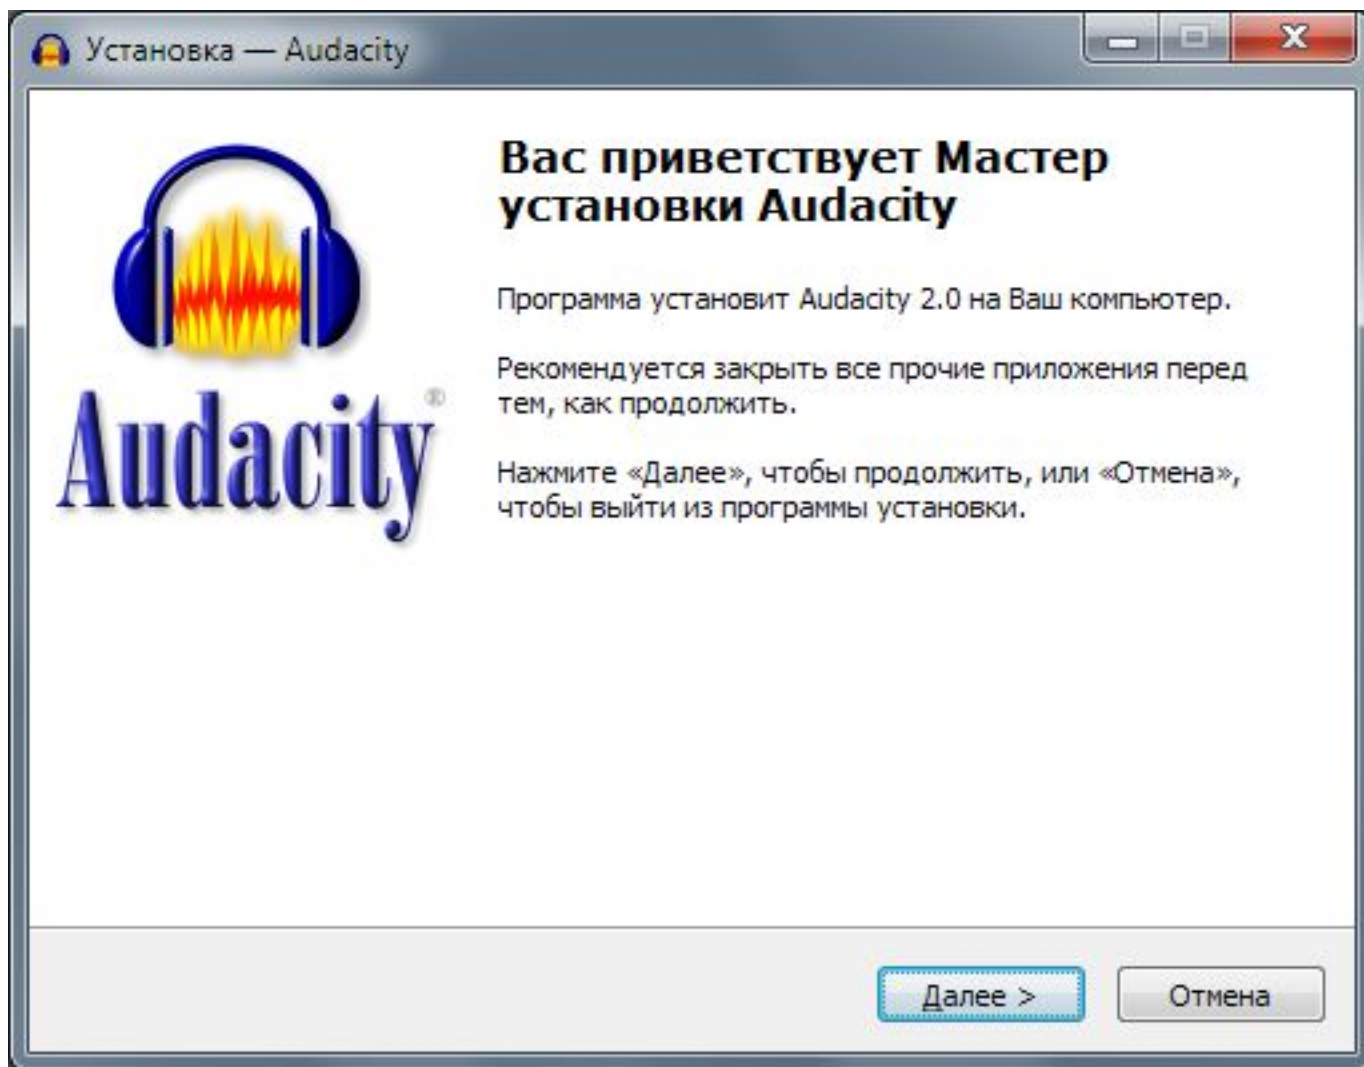 Установка — Audacity
Вас приветствует Мастер
установки Audacity
Программа установит Audacity 2.0 на Ваш компьютер.
Рекомендуется закрыть все прочие приложения перед
тем, как продолжить.
Нажмите «Далее», чтобы продолжить, или «Отмена»,
чтобы выйти из программы установки.
Audacity®
Далее >
Отмена